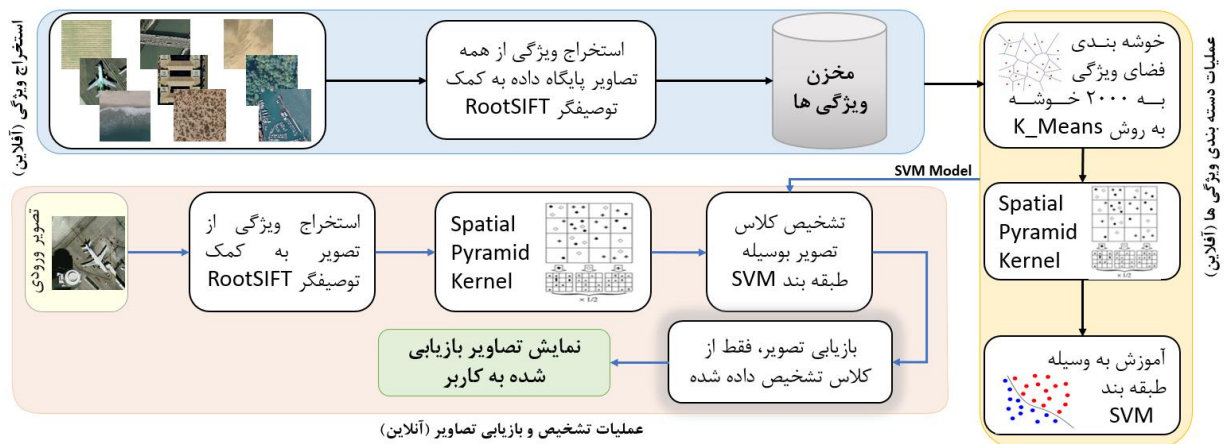 استخراج ویژگی (آفلاین)
استخراج ویژگی از همه
تصاویر پایگاه داده به کمک
توصیفگر RootSIFT
مخزن
ویژگی ها
خوشه بندی
فضای ویژگی
به ۲۰۰۰ خوشه
به روش K_Means
عملیات دسته بندی ویژگی ها (آفلاین)
Spatial
Pyramid
Kernel
× 1/2
آموزش به وسیله
طبقه بند
SVM
SVM Model
تصویر ورودی
استخراج ویژگی از
تصویر به کمک
توصیفگر RootSIFT
Spatial
Pyramid
Kernel
× 1/2
تشخیص کلاس
تصویر بوسیله
طبقه بند SVM
بازیابی تصویر، فقط از
کلاس تشخیص داده شده
نمایش تصاویر بازیابی
شده به کاربر
عملیات تشخیص و بازیابی تصاویر (آنلاین)